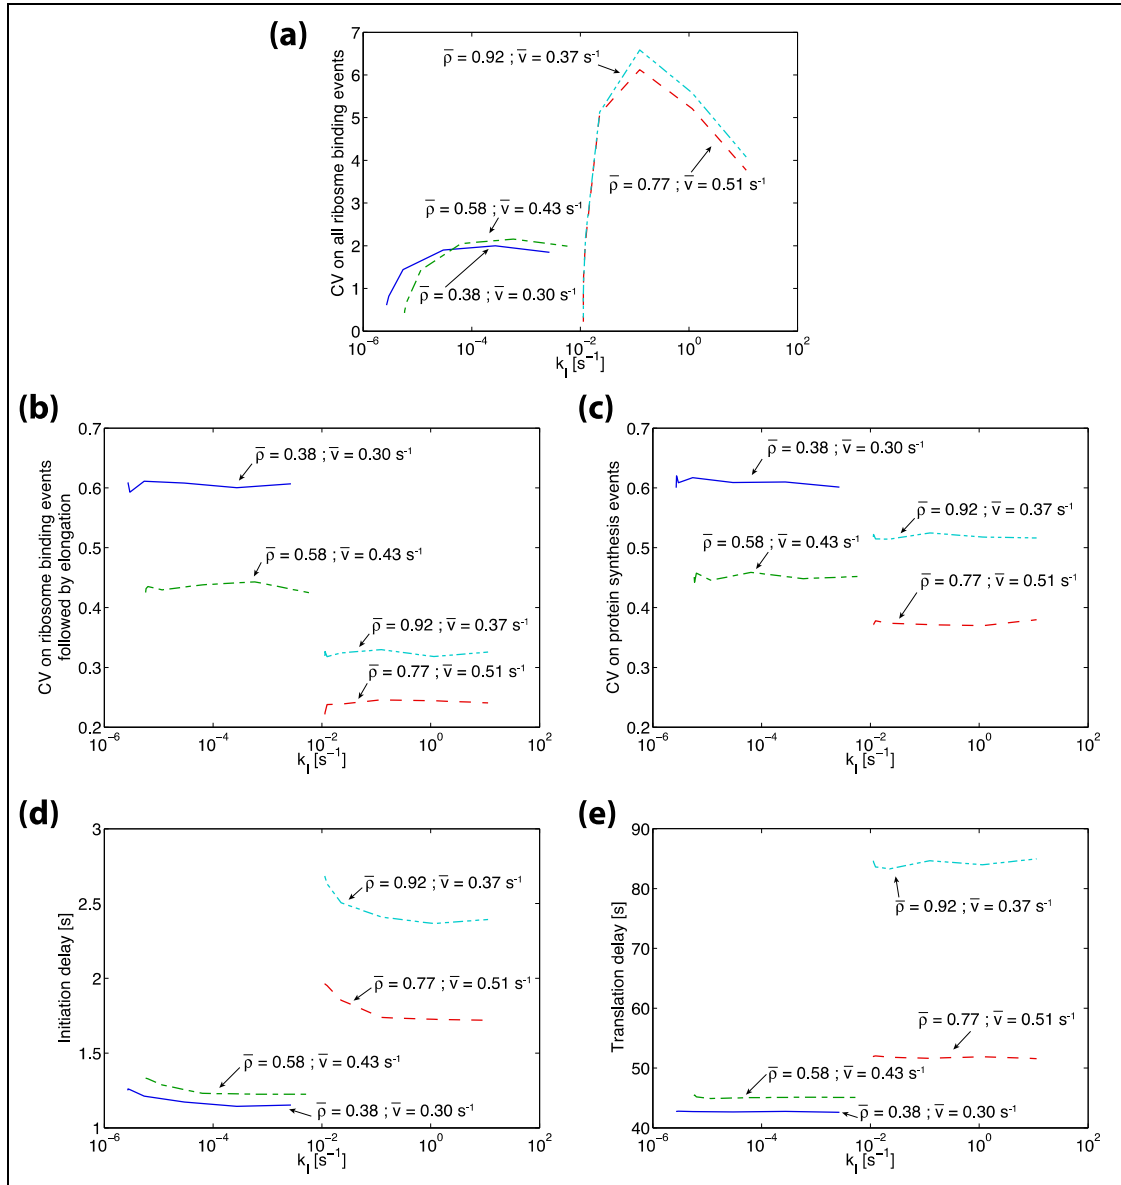 (a)
7
6
5
4
3
2
1
0
CV on all ribosme binding events
ρ̅ = 0.92 ; v̅ = 0.37 s⁻¹
ρ̅ = 0.77 ; v̅ = 0.51 s⁻¹
ρ̅ = 0.58 ; v̅ = 0.43 s⁻¹
ρ̅ = 0.38 ; v̅ = 0.30 s⁻¹
10⁻⁶ 10⁻⁴ 10⁻² 10⁰ 10²
k_I [s⁻¹]
(b)
0.7
0.6
0.5
0.4
0.3
0.2
CV on ribosome binding events
followed by elongation
ρ̅ = 0.38 ; v̅ = 0.30 s⁻¹
ρ̅ = 0.58 ; v̅ = 0.43 s⁻¹
ρ̅ = 0.92 ; v̅ = 0.37 s⁻¹
ρ̅ = 0.77 ; v̅ = 0.51 s⁻¹
10⁻⁶ 10⁻⁴ 10⁻² 10⁰ 10²
k_I [s⁻¹]
(c)
0.7
0.6
0.5
0.4
0.3
0.2
CV on protein synthesis events
ρ̅ = 0.38 ; v̅ = 0.30 s⁻¹
ρ̅ = 0.92 ; v̅ = 0.37 s⁻¹
ρ̅ = 0.58 ; v̅ = 0.43 s⁻¹
ρ̅ = 0.77 ; v̅ = 0.51 s⁻¹
10⁻⁶ 10⁻⁴ 10⁻² 10⁰ 10²
k_I [s⁻¹]
(d)
3
2.5
2
1.5
1
Initiation delay [s]
ρ̅ = 0.92 ; v̅ = 0.37 s⁻¹
ρ̅ = 0.77 ; v̅ = 0.51 s⁻¹
ρ̅ = 0.58 ; v̅ = 0.43 s⁻¹
ρ̅ = 0.38 ; v̅ = 0.30 s⁻¹
10⁻⁶ 10⁻⁴ 10⁻² 10⁰ 10²
k_I [s⁻¹]
(e)
90
80
70
60
50
40
Translation delay [s]
ρ̅ = 0.92 ; v̅ = 0.37 s⁻¹
ρ̅ = 0.77 ; v̅ = 0.51 s⁻¹
ρ̅ = 0.58 ; v̅ = 0.43 s⁻¹
ρ̅ = 0.38 ; v̅ = 0.30 s⁻¹
10⁻⁶ 10⁻⁴ 10⁻² 10⁰ 10²
k_I [s⁻¹]